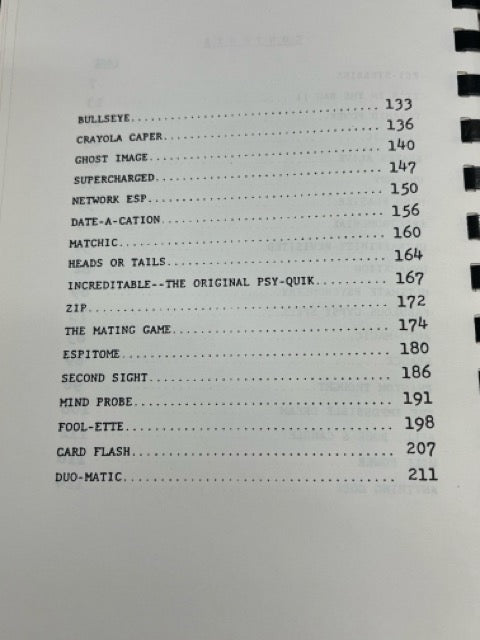 BULLSEYE........................................ 133
CRAYOLA CAPER................................... 136
GHOST IMAGE..................................... 140
SUPERCHARGED.................................... 147
NETWORK ESP..................................... 150
DATE-A-CATION................................... 156
MATCHIC......................................... 160
HEADS OR TAILS.................................. 164
INCREDITABLE--THE ORIGINAL PSY-QUIK............. 167
ZIP............................................. 172
THE MATING GAME................................. 174
ESPITOME........................................ 180
SECOND SIGHT.................................... 186
MIND PROBE...................................... 191
FOOL-ETTE....................................... 198
CARD FLASH...................................... 207
DUO-MATIC....................................... 211